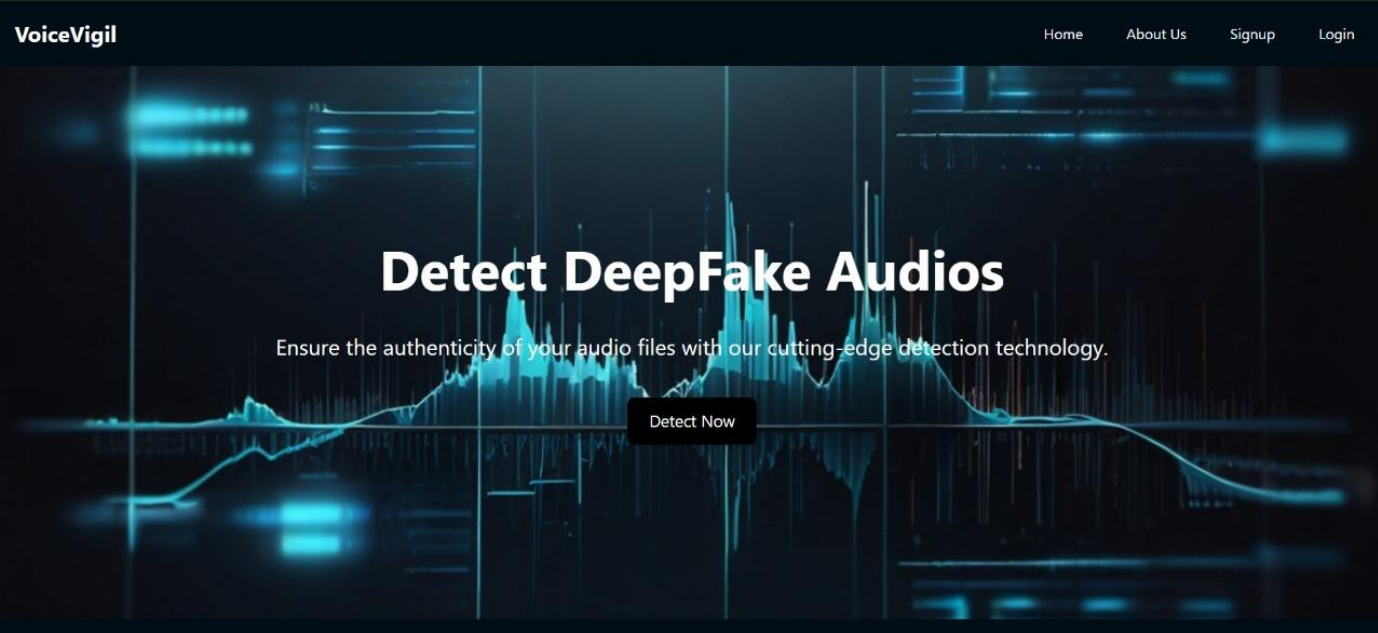 VoiceVigil
Home About Us Signup Login
Detect DeepFake Audios
Ensure the authenticity of your audio files with our cutting-edge detection technology.
Detect Now